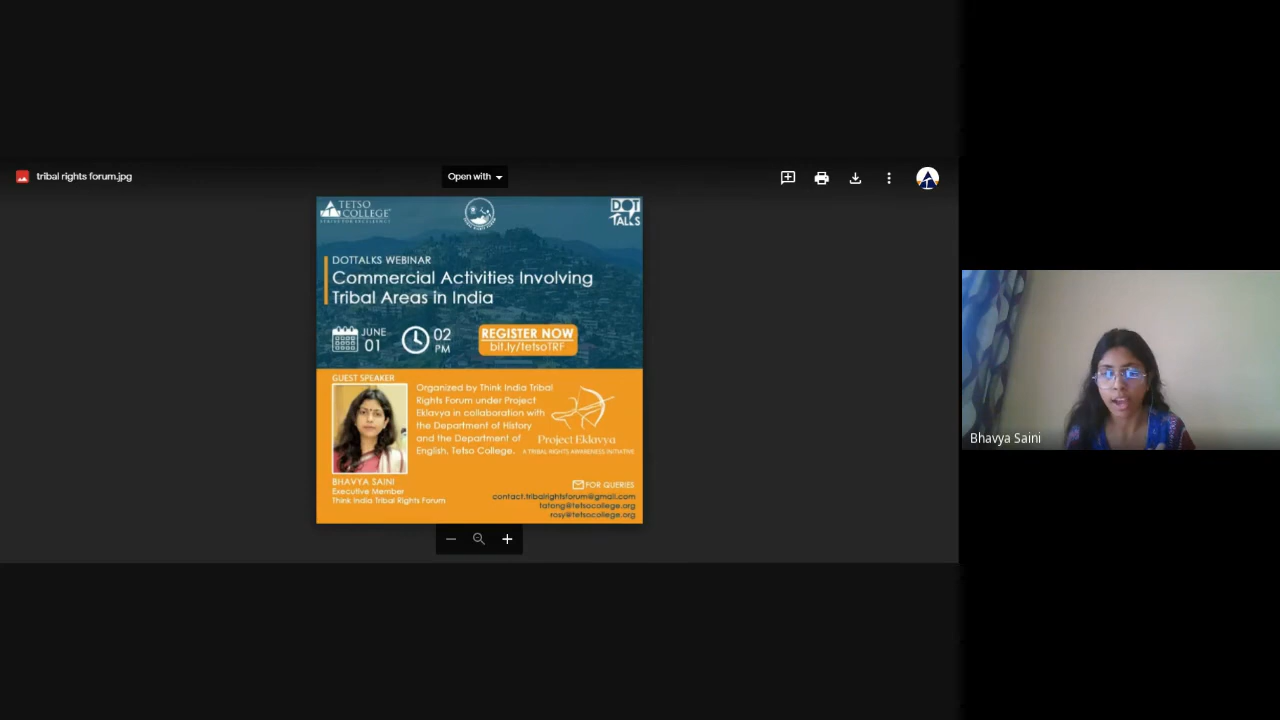 tribal rights forum.jpg
Open with
TETSO
COLLEGE
DOT
TALKS
DOTTALKS WEBINAR
Commercial Activities Involving
Tribal Areas in India
JUNE
01
02
PM
REGISTER NOW
bit.ly/tetsoTRF
GUEST SPEAKER
Organized by Think India Tribal
Rights Forum under Project
Eklavya in collaboration with
the Department of History
and the Department of
English, Tetso College.
Project Eklavya
A TRIBAL RIGHTS AWARENESS INITIATIVE
BHAVYA SAINI
Executive Member
Think India Tribal Rights Forum
FOR QUERIES
contact.tribalrightsforum@gmail.com
tatong@tetsocollege.org
rosy@tetsocollege.org
Bhavya Saini